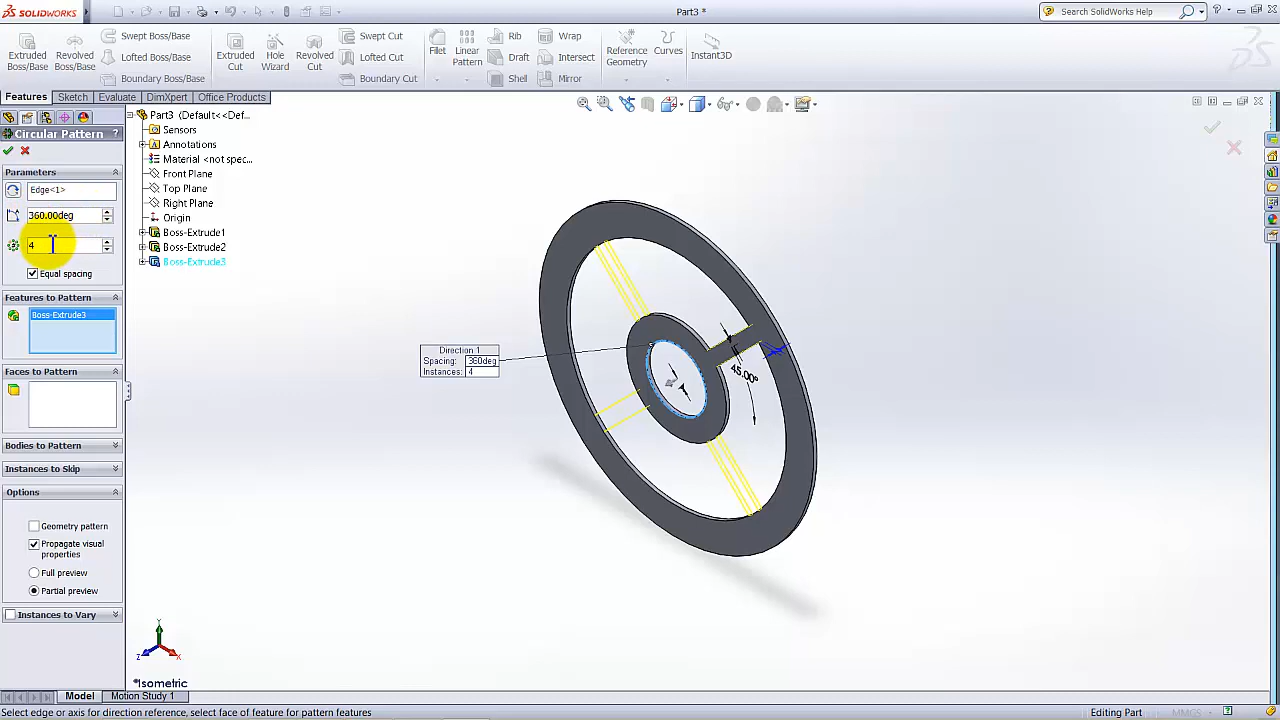 SOLIDWORKS
Part3 *
Search SolidWorks Help
Extruded Boss/Base
Revolved Boss/Base
Swept Boss/Base
Lofted Boss/Base
Boundary Boss/Base
Extruded Cut
Hole Wizard
Revolved Cut
Swept Cut
Lofted Cut
Boundary Cut
Fillet
Linear Pattern
Rib
Draft
Shell
Wrap
Intersect
Mirror
Reference Geometry
Curves
Instant3D
Features
Sketch
Evaluate
DimXpert
Office Products
Circular Pattern ?
Parameters
Edge<1>
360.00deg
4
Equal spacing
Features to Pattern
Boss-Extrude3
Faces to Pattern
Bodies to Pattern
Instances to Skip
Options
Geometry pattern
Propagate visual
properties
Full preview
Partial preview
Instances to Vary
Part3 (Default<<Def...
Sensors
Annotations
Material <not spec...
Front Plane
Top Plane
Right Plane
Origin
Boss-Extrude1
Boss-Extrude2
Boss-Extrude3
Direction 1
Spacing: 360deg
Instances: 4
45.00°
Y
Z
X
*Isometric
Model
Motion Study 1
Select edge or axis for direction reference, select face of feature for pattern features
Editing Part
MMGS